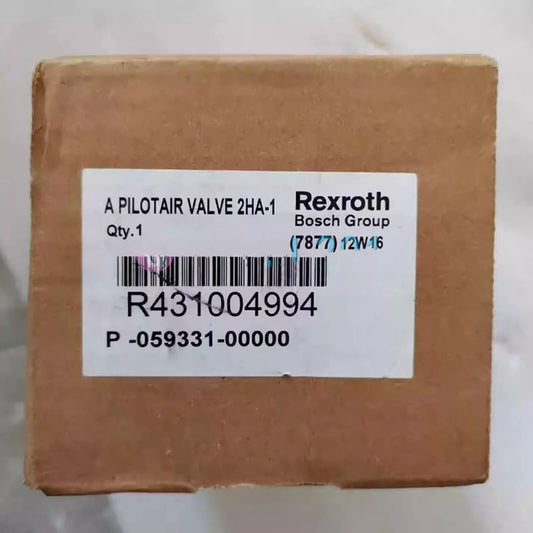 A PILOTAIR VALVE 2HA-1
Rexroth
Bosch Group
Qty.1
(7877) 12W16
R431004994
P -059331-00000